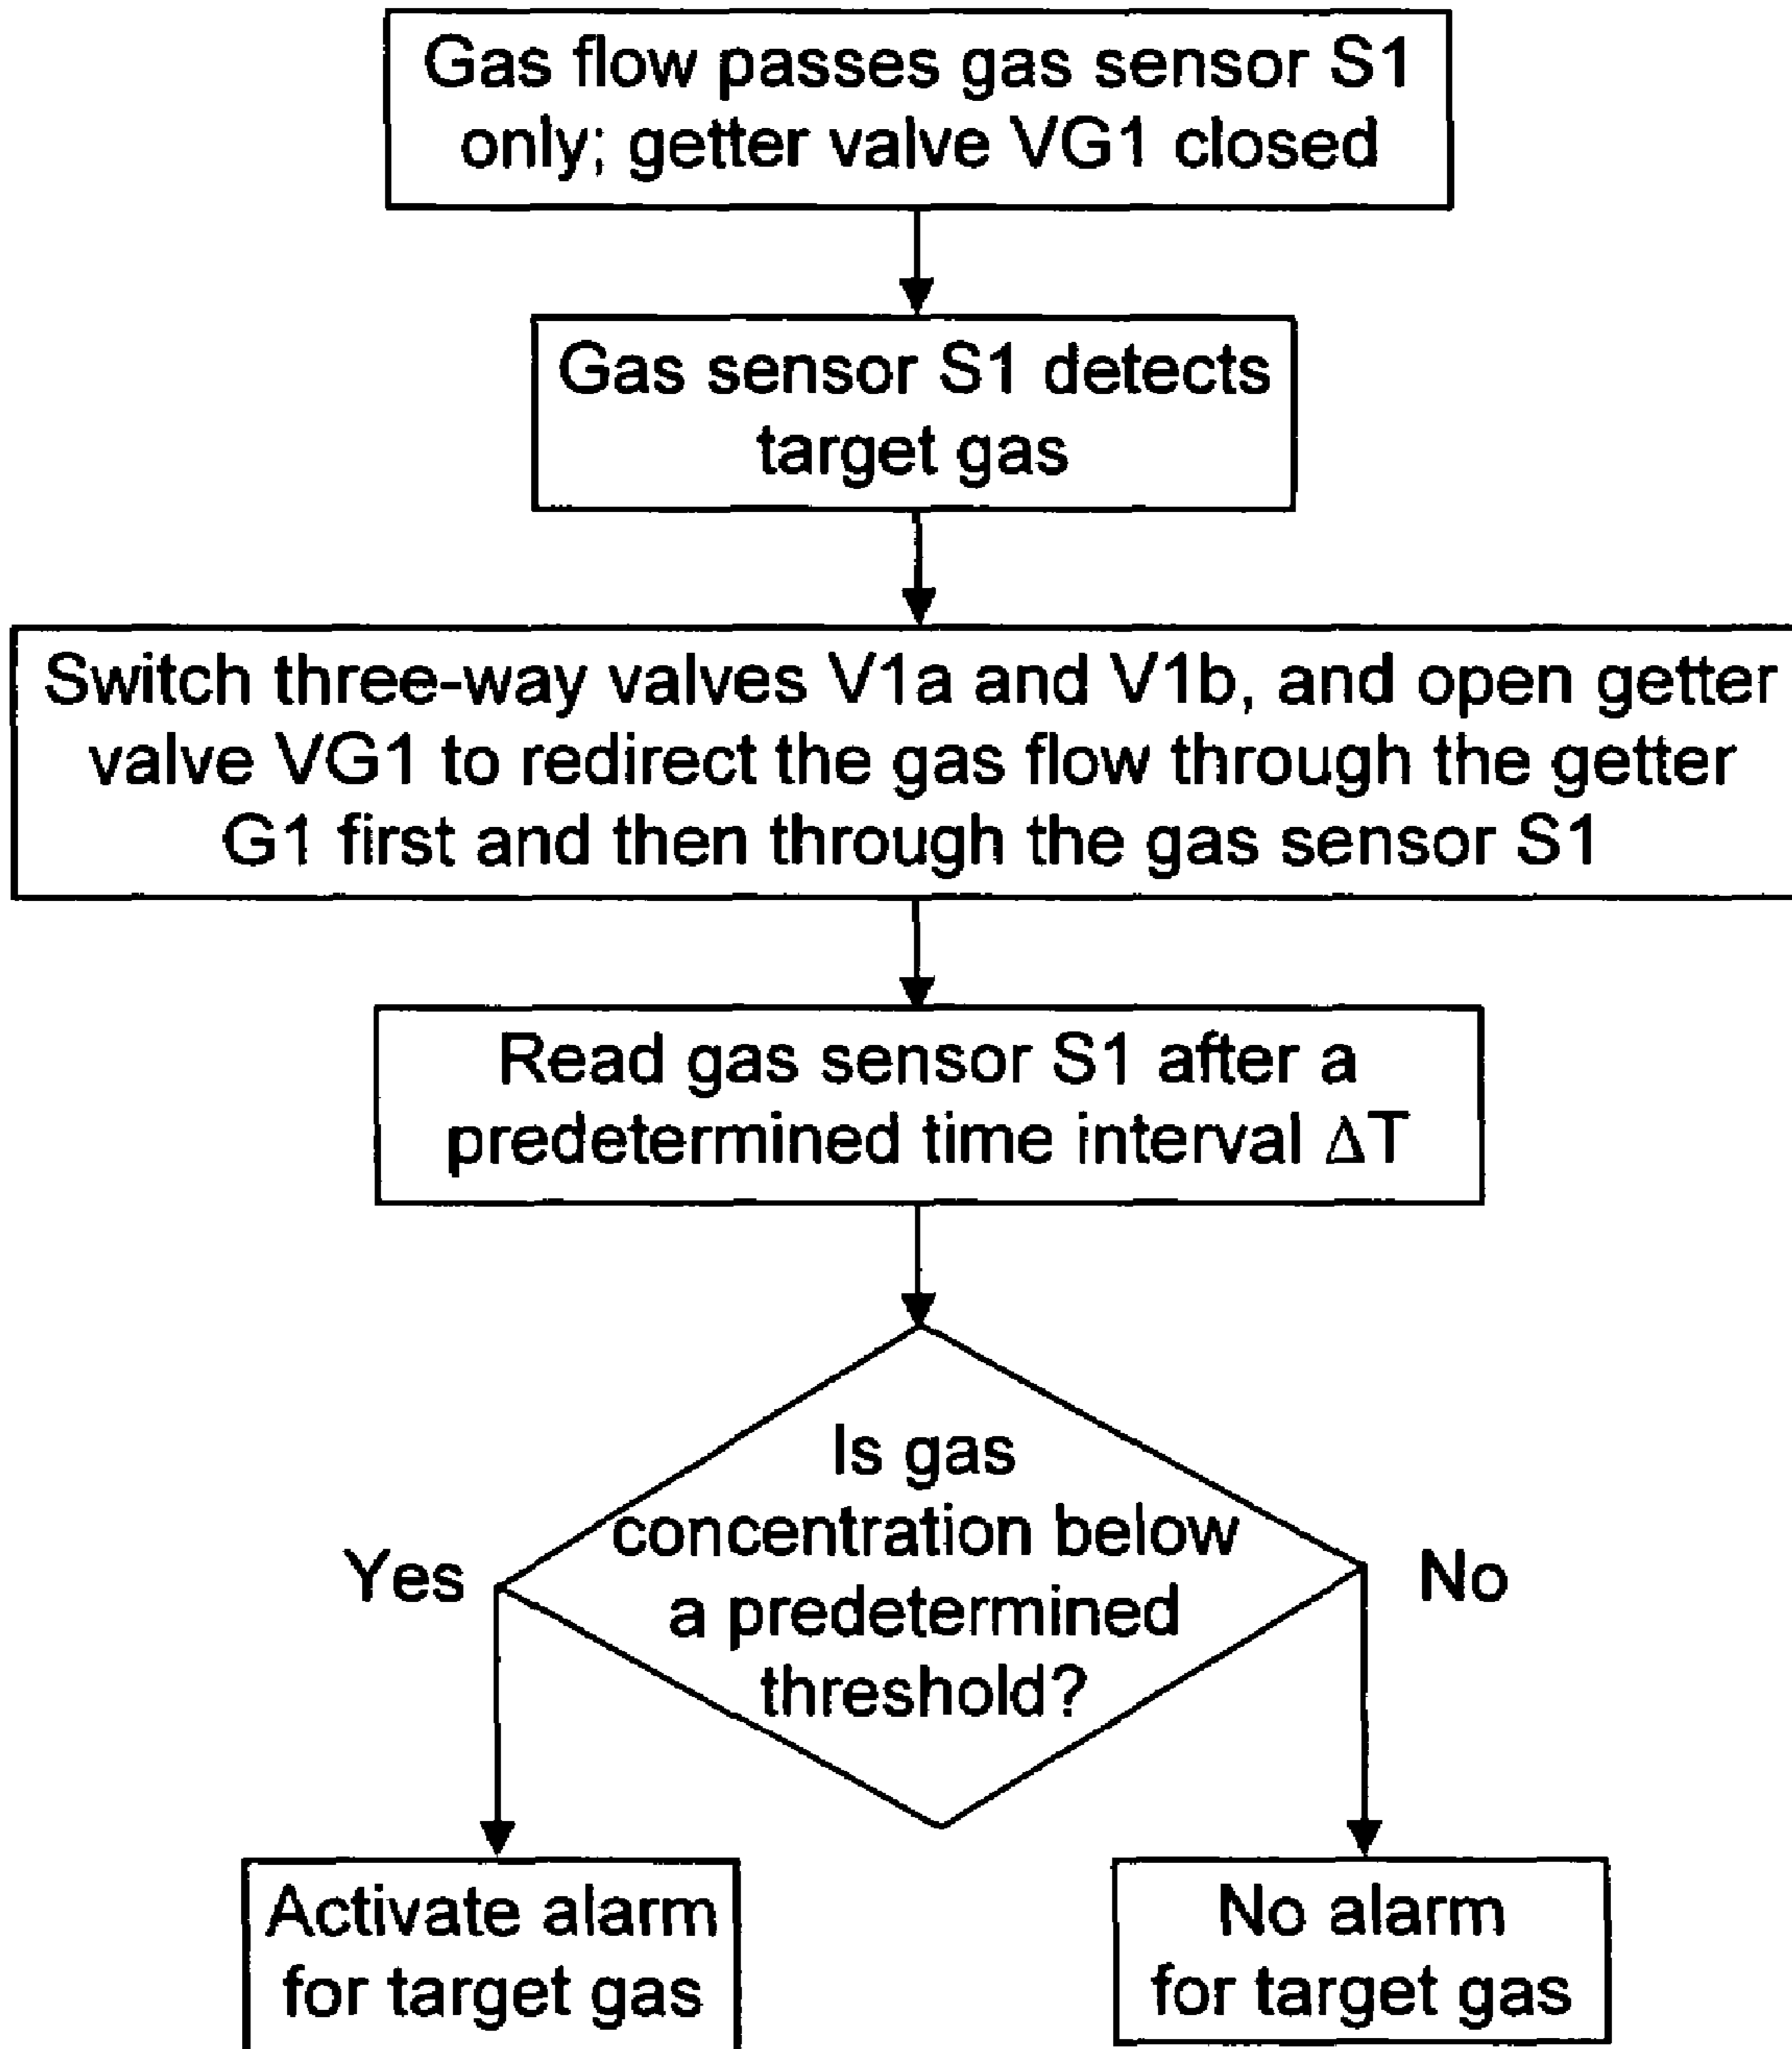 Gas flow passes gas sensor S1
only; getter valve VG1 closed
Gas sensor S1 detects
target gas
Switch three-way valves V1a and V1b, and open getter
valve VG1 to redirect the gas flow through the getter
G1 first and then through the gas sensor S1
Read gas sensor S1 after a
predetermined time interval ΔT
Is gas
concentration below
a predetermined
threshold?
Yes
No
Activate alarm
for target gas
No alarm
for target gas